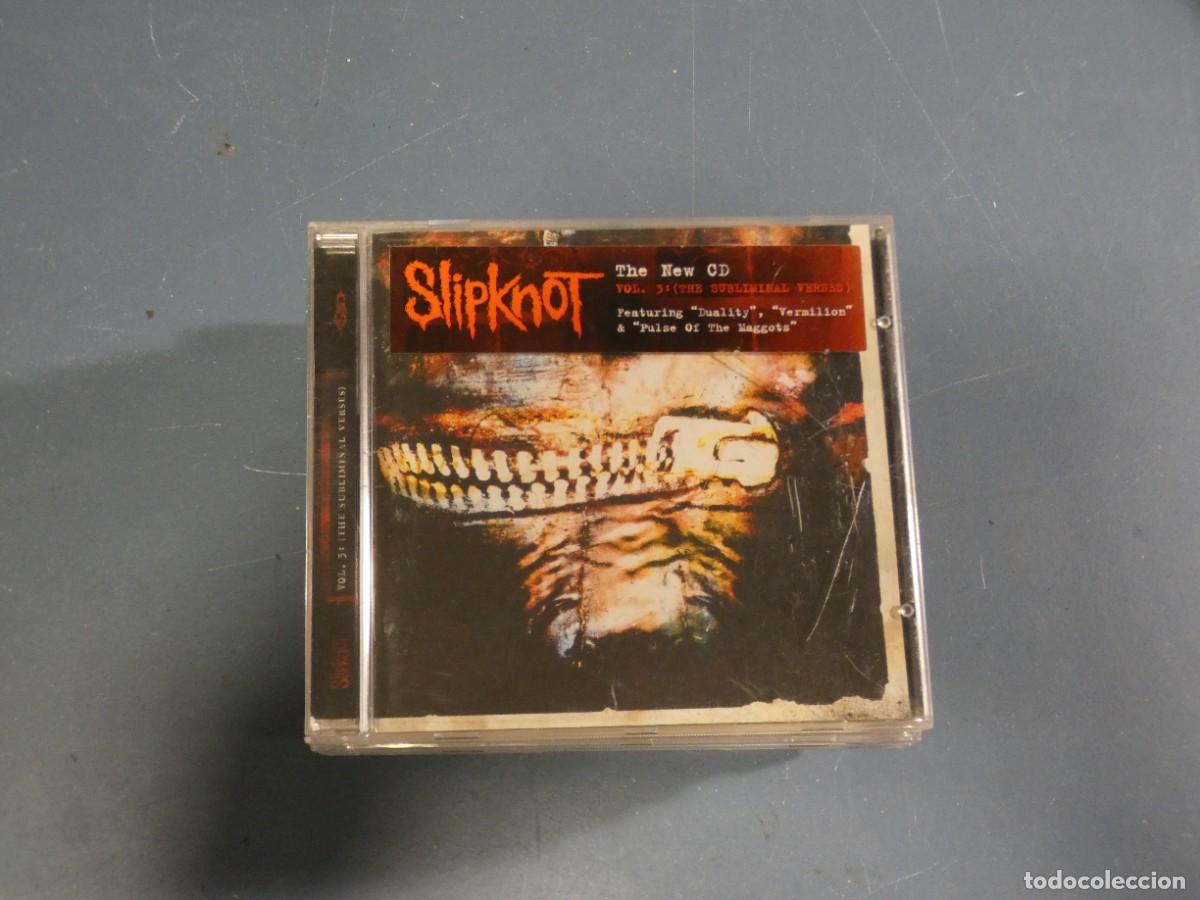 Slipknot
The New CD
VOL. 3:(THE SUBLIMINAL VERSES)
Featuring "Duality", "Vermilion"
& "Pulse Of The Maggots"
VOL. 3: (THE SUBLIMINAL VERSES)
Slipknot
todocoleccion